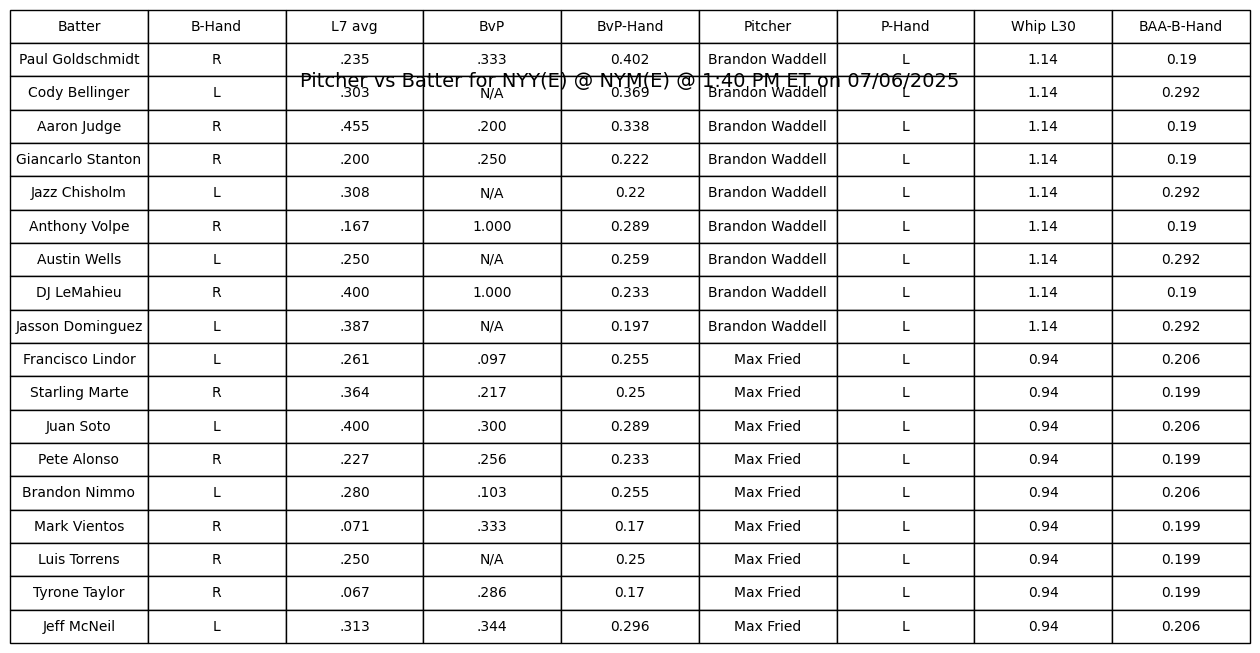 Batter B-Hand L7 avg BvP BvP-Hand Pitcher P-Hand Whip L30 BAA-B-Hand
Paul Goldschmidt R .235 .333 0.402 Brandon Waddell L 1.14 0.19
Pitcher vs Batter for NYY(E) @ NYM(E) @ 1:40 PM ET on 07/06/2025
Cody Bellinger L .303 N/A 0.369 Brandon Waddell L 1.14 0.292
Aaron Judge R .455 .200 0.338 Brandon Waddell L 1.14 0.19
Giancarlo Stanton R .200 .250 0.222 Brandon Waddell L 1.14 0.19
Jazz Chisholm L .308 N/A 0.22 Brandon Waddell L 1.14 0.292
Anthony Volpe R .167 1.000 0.289 Brandon Waddell L 1.14 0.19
Austin Wells L .250 N/A 0.259 Brandon Waddell L 1.14 0.292
DJ LeMahieu R .400 1.000 0.233 Brandon Waddell L 1.14 0.19
Jasson Dominguez L .387 N/A 0.197 Brandon Waddell L 1.14 0.292
Francisco Lindor L .261 .097 0.255 Max Fried L 0.94 0.206
Starling Marte R .364 .217 0.25 Max Fried L 0.94 0.199
Juan Soto L .400 .300 0.289 Max Fried L 0.94 0.206
Pete Alonso R .227 .256 0.233 Max Fried L 0.94 0.199
Brandon Nimmo L .280 .103 0.255 Max Fried L 0.94 0.206
Mark Vientos R .071 .333 0.17 Max Fried L 0.94 0.199
Luis Torrens R .250 N/A 0.25 Max Fried L 0.94 0.199
Tyrone Taylor R .067 .286 0.17 Max Fried L 0.94 0.199
Jeff McNeil L .313 .344 0.296 Max Fried L 0.94 0.206